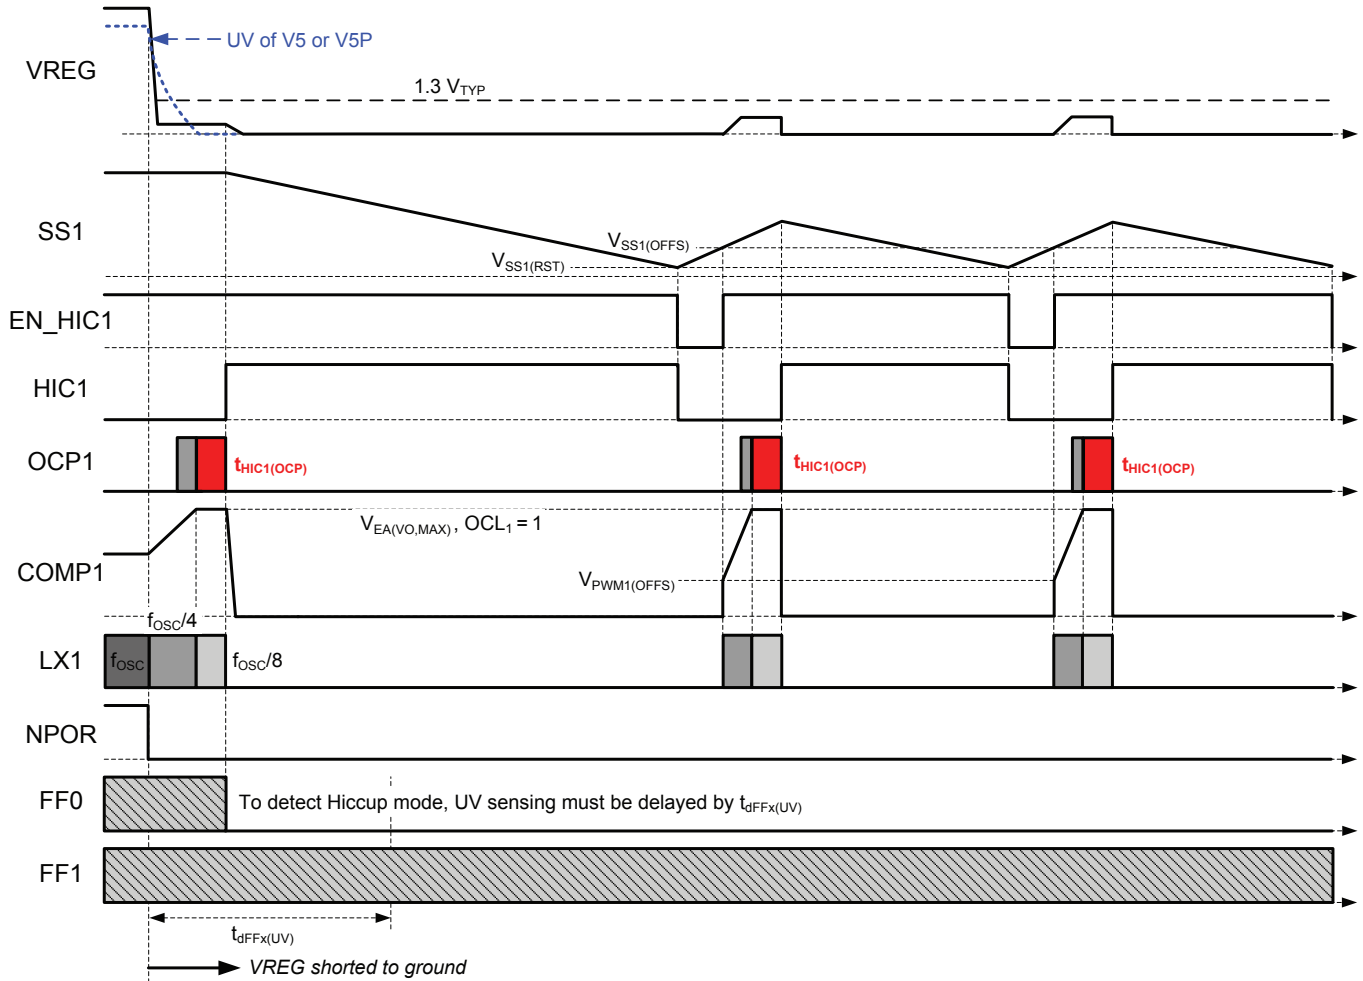 UV of V5 or V5P
VREG
1.3 VTYP
SS1
VSS1(OFFS)
VSS1(RST)
EN_HIC1
HIC1
OCP1
tHIC1(OCP)
tHIC1(OCP)
tHIC1(OCP)
VEA(VO,MAX) , OCL1 = 1
COMP1
VPWM1(OFFS)
fOSC/4
LX1
fOSC
fOSC/8
NPOR
FF0
To detect Hiccup mode, UV sensing must be delayed by tdFFx(UV)
FF1
tdFFx(UV)
VREG shorted to ground